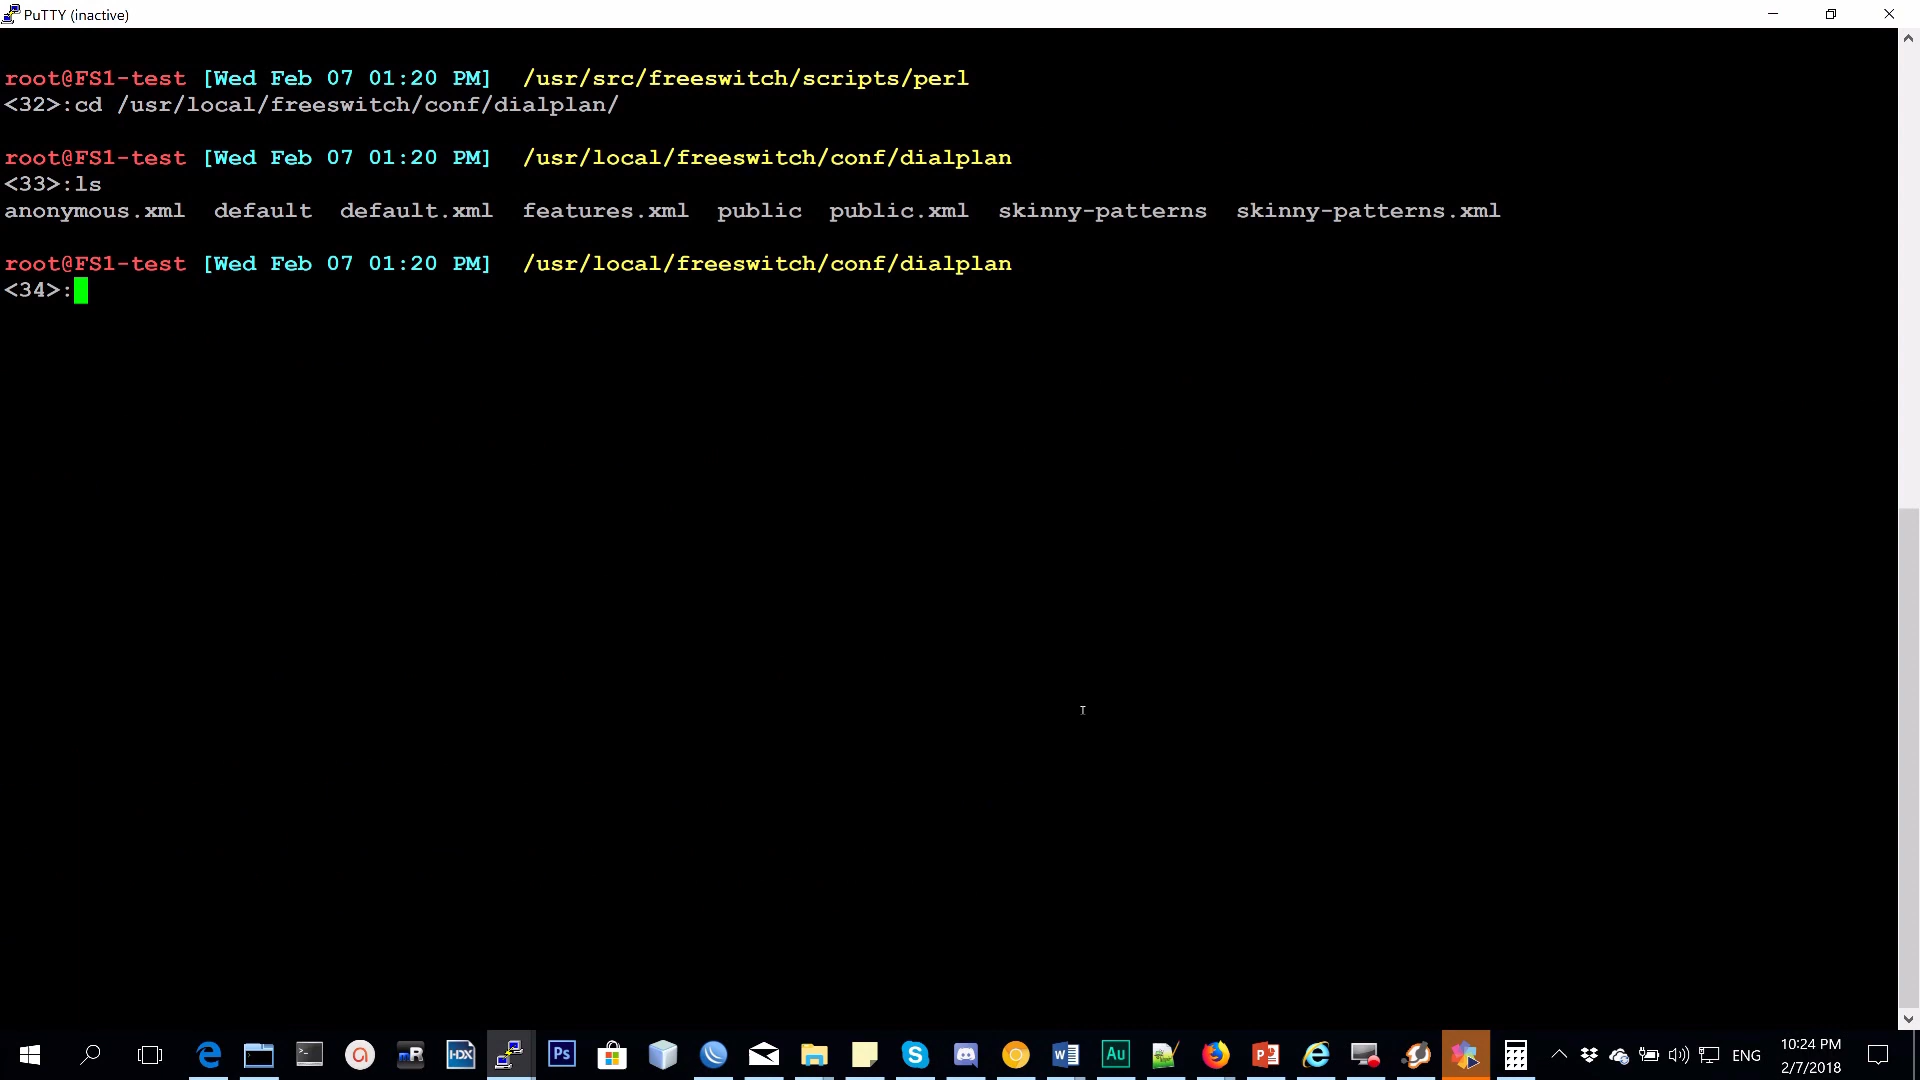 PuTTY (inactive)
root@FS1-test [Wed Feb 07 01:20 PM]  /usr/src/freeswitch/scripts/perl
<32>:cd /usr/local/freeswitch/conf/dialplan/
root@FS1-test [Wed Feb 07 01:20 PM]  /usr/local/freeswitch/conf/dialplan
<33>:ls
anonymous.xml  default  default.xml  features.xml  public  public.xml  skinny-patterns  skinny-patterns.xml
root@FS1-test [Wed Feb 07 01:20 PM]  /usr/local/freeswitch/conf/dialplan
<34>:
a mR HDX Ps S W Au P ENG 10:24 PM
2/7/2018